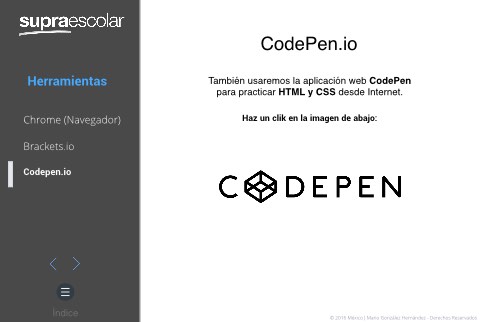 supraescolar
Herramientas
Chrome (Navegador)
Brackets.io
Codepen.io
Índice
CodePen.io
También usaremos la aplicación web CodePen
para practicar HTML y CSS desde Internet.
Haz un clik en la imagen de abajo:
CODEPEN
© 2016 México | Mario González Hernández - Derechos Reservados